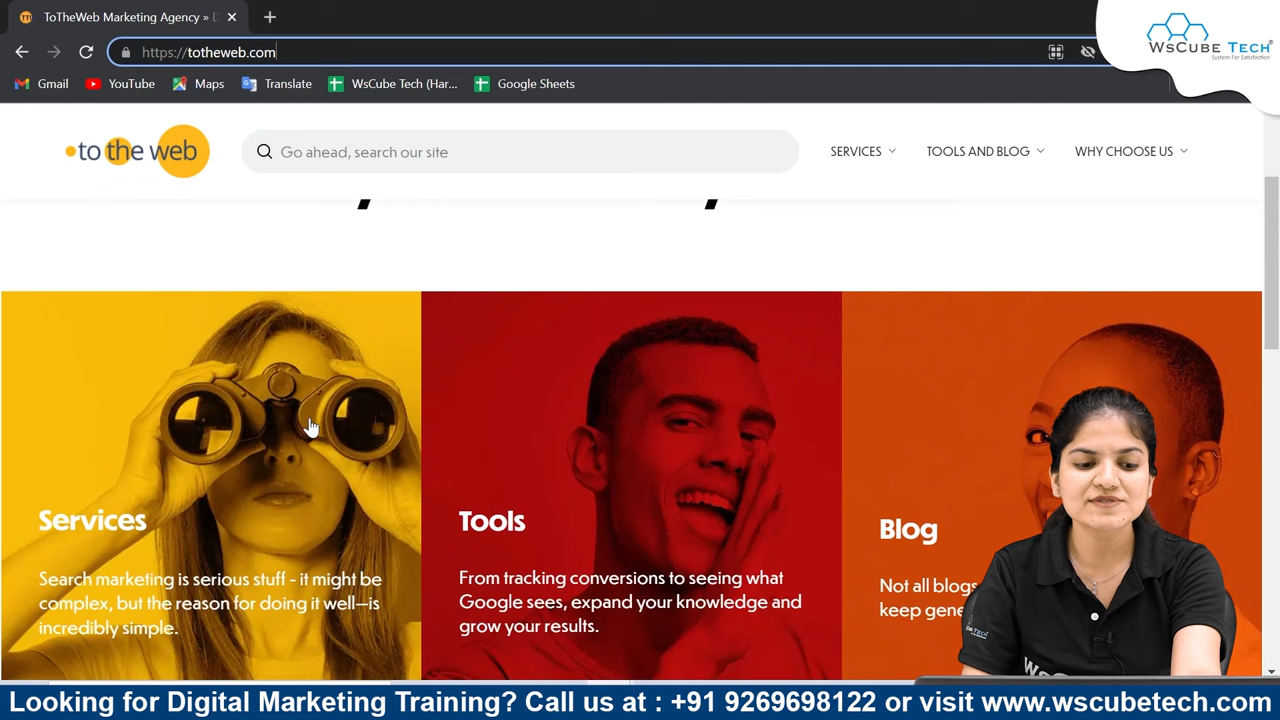 ToTheWeb Marketing Agency »
https://totheweb.com
WsCube Tech®
System For Satisfaction
Gmail
YouTube
Maps
Translate
WsCube Tech (Har...
Google Sheets
to the web
Go ahead, search our site
SERVICES
TOOLS AND BLOG
WHY CHOOSE US
Services
Search marketing is serious stuff - it might be
complex, but the reason for doing it well—is
incredibly simple.
Tools
From tracking conversions to seeing what
Google sees, expand your knowledge and
grow your results.
Blog
Not all blogs
keep gene
Looking for Digital Marketing Training? Call us at : +91 9269698122 or visit www.wscubetech.com